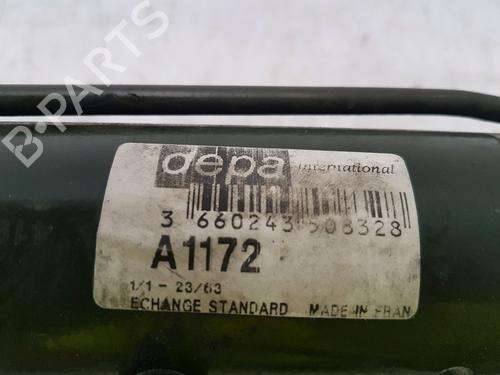 B-PARTS
depa international
3 660243 508328
A1172
1/1 - 23/63
ECHANGE STANDARD MADE IN FRAN